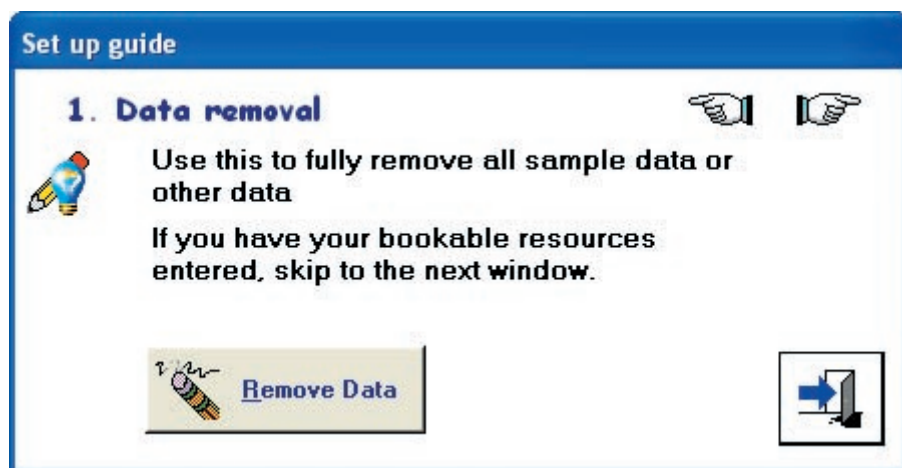 Set up guide
1. Data removal
Use this to fully remove all sample data or
other data
If you have your bookable resources
entered, skip to the next window.
Remove Data